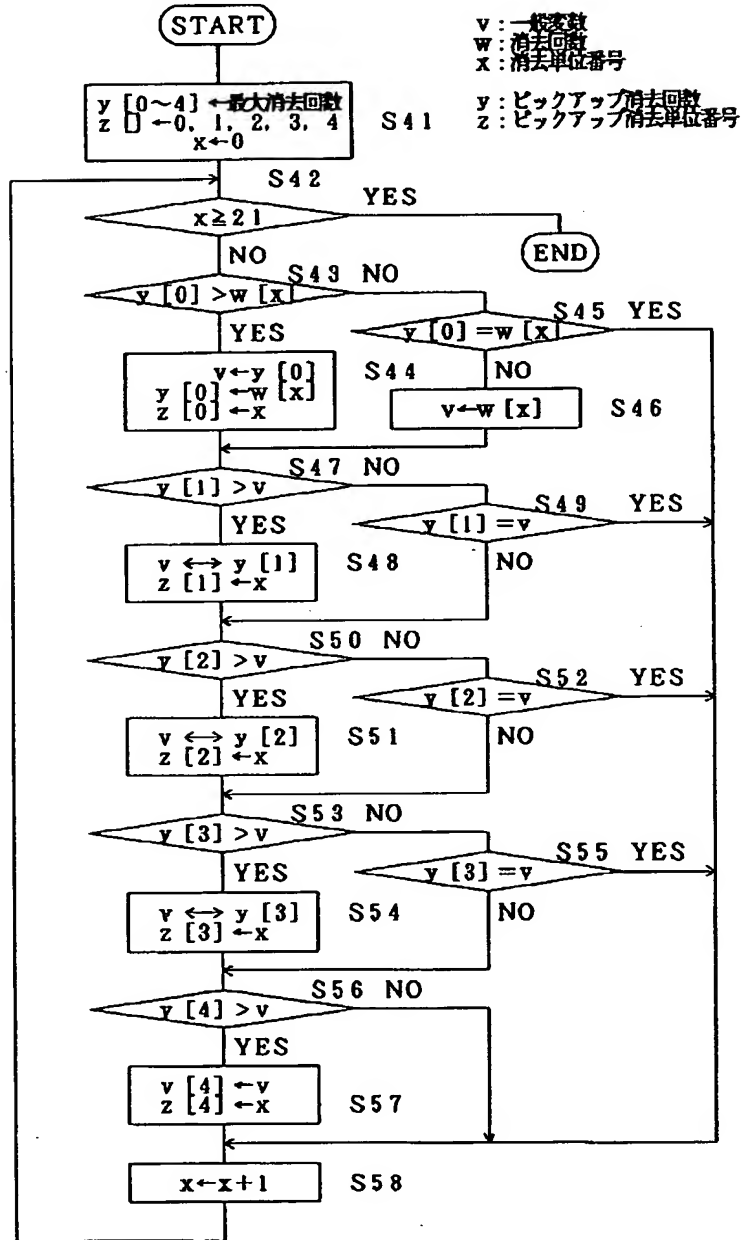 START
v:一般変数
w:消去回数
x:消去単位番号
y:ピックアップ消去回数
z:ピックアップ消去単位番号
y [0~4] ←最大消去回数
z [] ←0, 1, 2, 3, 4
x←0
S41
S42
x≧21
YES
END
NO
S43 NO
y [0] >w [x]
YES
S45 YES
y [0] =w [x]
NO
v←y [0]
y [0] ←w [x]
z [0] ←x
S44
v←w [x]
S46
S47 NO
y [1] >v
YES
S49 YES
y [1] =v
NO
v ↔ y [1]
z [1] ←x
S48
S50 NO
y [2] >v
YES
S52 YES
y [2] =v
NO
v ↔ y [2]
z [2] ←x
S51
S53 NO
y [3] >v
YES
S55 YES
y [3] =v
NO
v ↔ y [3]
z [3] ←x
S54
S56 NO
y [4] >v
YES
v [4] ←v
z [4] ←x
S57
x←x+1
S58